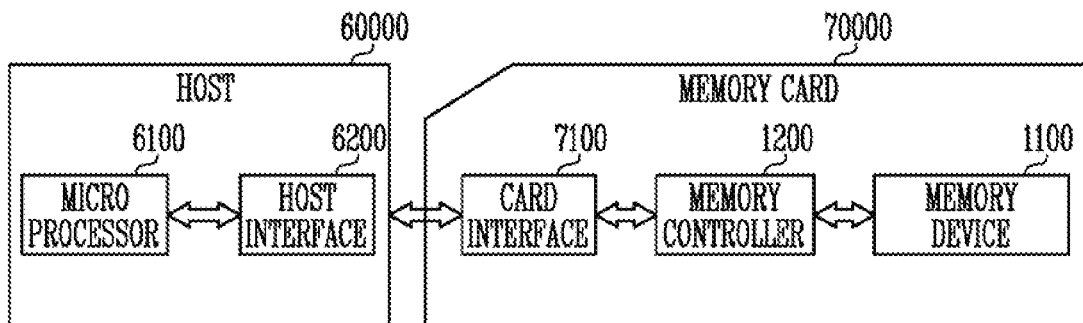 60000
70000
HOST
MEMORY CARD
6100
6200
7100
1200
1100
MICRO
PROCESSOR
HOST
INTERFACE
CARD
INTERFACE
MEMORY
CONTROLLER
MEMORY
DEVICE